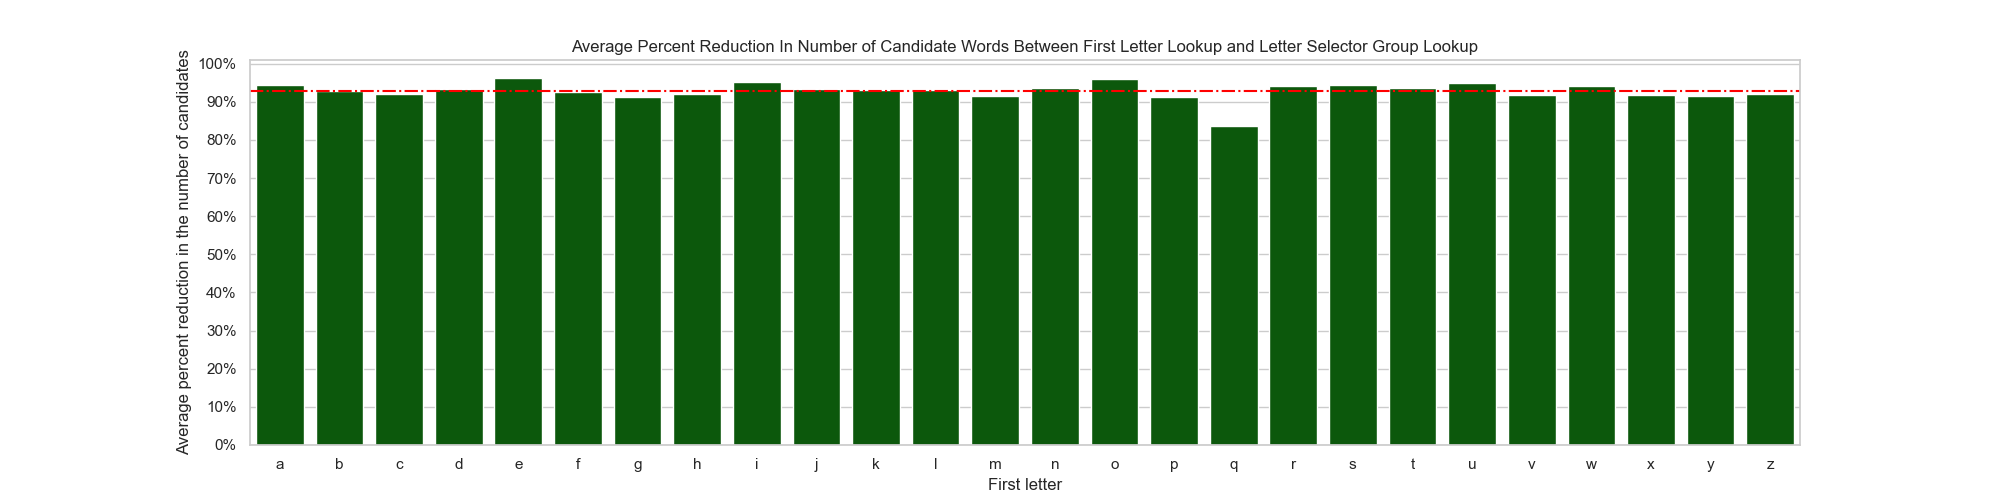 Average Percent Reduction In Number of Candidate Words Between First Letter Lookup and Letter Selector Group Lookup
Average percent reduction in the number of candidates
100%
90%
80%
70%
60%
50%
40%
30%
20%
10%
0%
a b c d e f g h i j k l m n o p q r s t u v w x y z
First letter